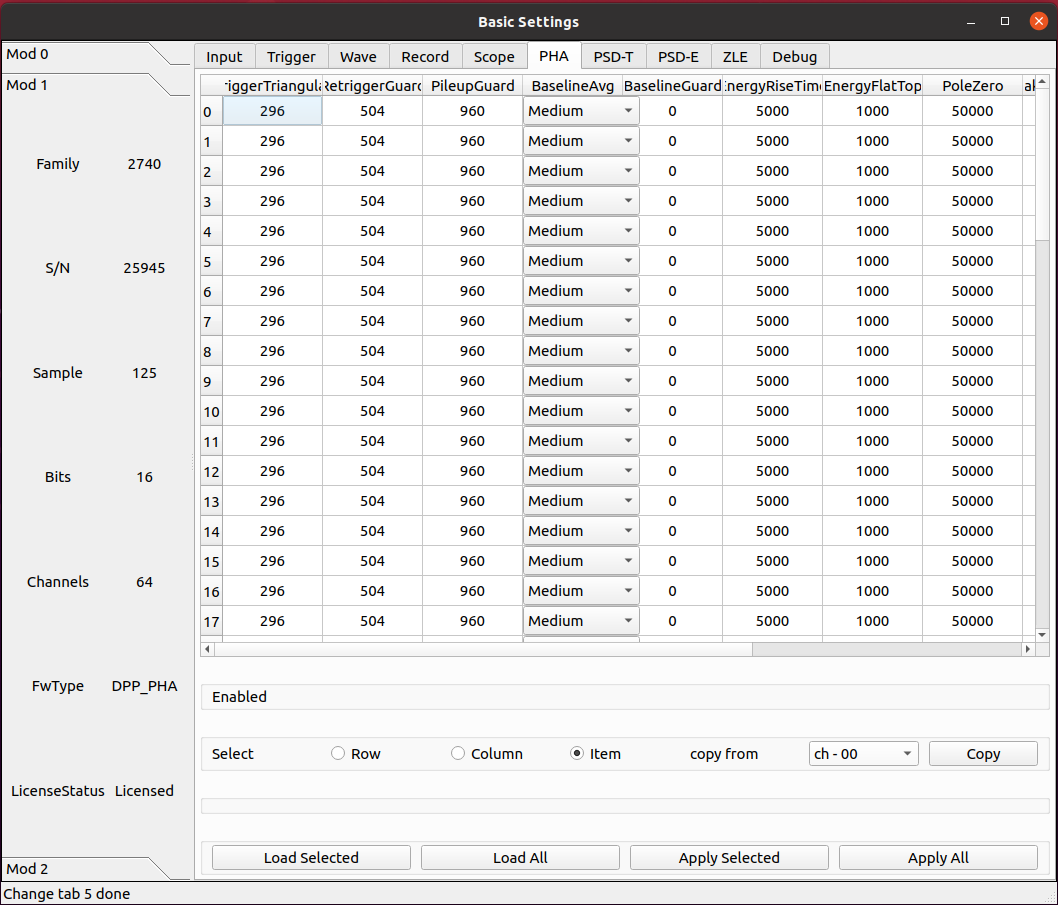 Basic Settings
Mod 0
Mod 1
Family 2740
S/N 25945
Sample 125
Bits 16
Channels 64
FwType DPP_PHA
LicenseStatus Licensed
Mod 2
Input Trigger Wave Record Scope PHA PSD-T PSD-E ZLE Debug
riggerTriangula RetriggerGuard PileupGuard BaselineAvg BaselineGuard EnergyRiseTime EnergyFlatTop PoleZero
0 296 504 960 Medium 0 5000 1000 50000
1 296 504 960 Medium 0 5000 1000 50000
2 296 504 960 Medium 0 5000 1000 50000
3 296 504 960 Medium 0 5000 1000 50000
4 296 504 960 Medium 0 5000 1000 50000
5 296 504 960 Medium 0 5000 1000 50000
6 296 504 960 Medium 0 5000 1000 50000
7 296 504 960 Medium 0 5000 1000 50000
8 296 504 960 Medium 0 5000 1000 50000
9 296 504 960 Medium 0 5000 1000 50000
10 296 504 960 Medium 0 5000 1000 50000
11 296 504 960 Medium 0 5000 1000 50000
12 296 504 960 Medium 0 5000 1000 50000
13 296 504 960 Medium 0 5000 1000 50000
14 296 504 960 Medium 0 5000 1000 50000
15 296 504 960 Medium 0 5000 1000 50000
16 296 504 960 Medium 0 5000 1000 50000
17 296 504 960 Medium 0 5000 1000 50000
Enabled
Select Row Column Item copy from ch - 00 Copy
Load Selected Load All Apply Selected Apply All
Change tab 5 done